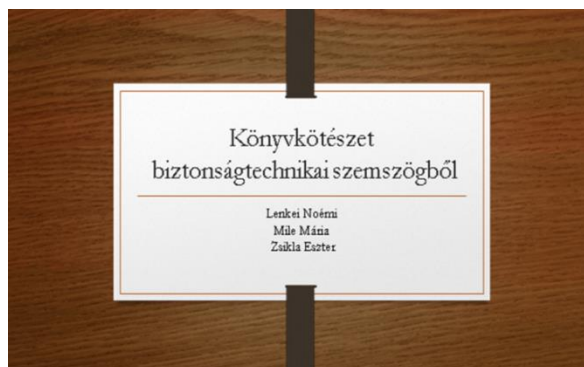 Könyvkötészet
biztonságtechnikai szemszögből
Lenkei Noémi
Mile Mária
Zsikla Eszter